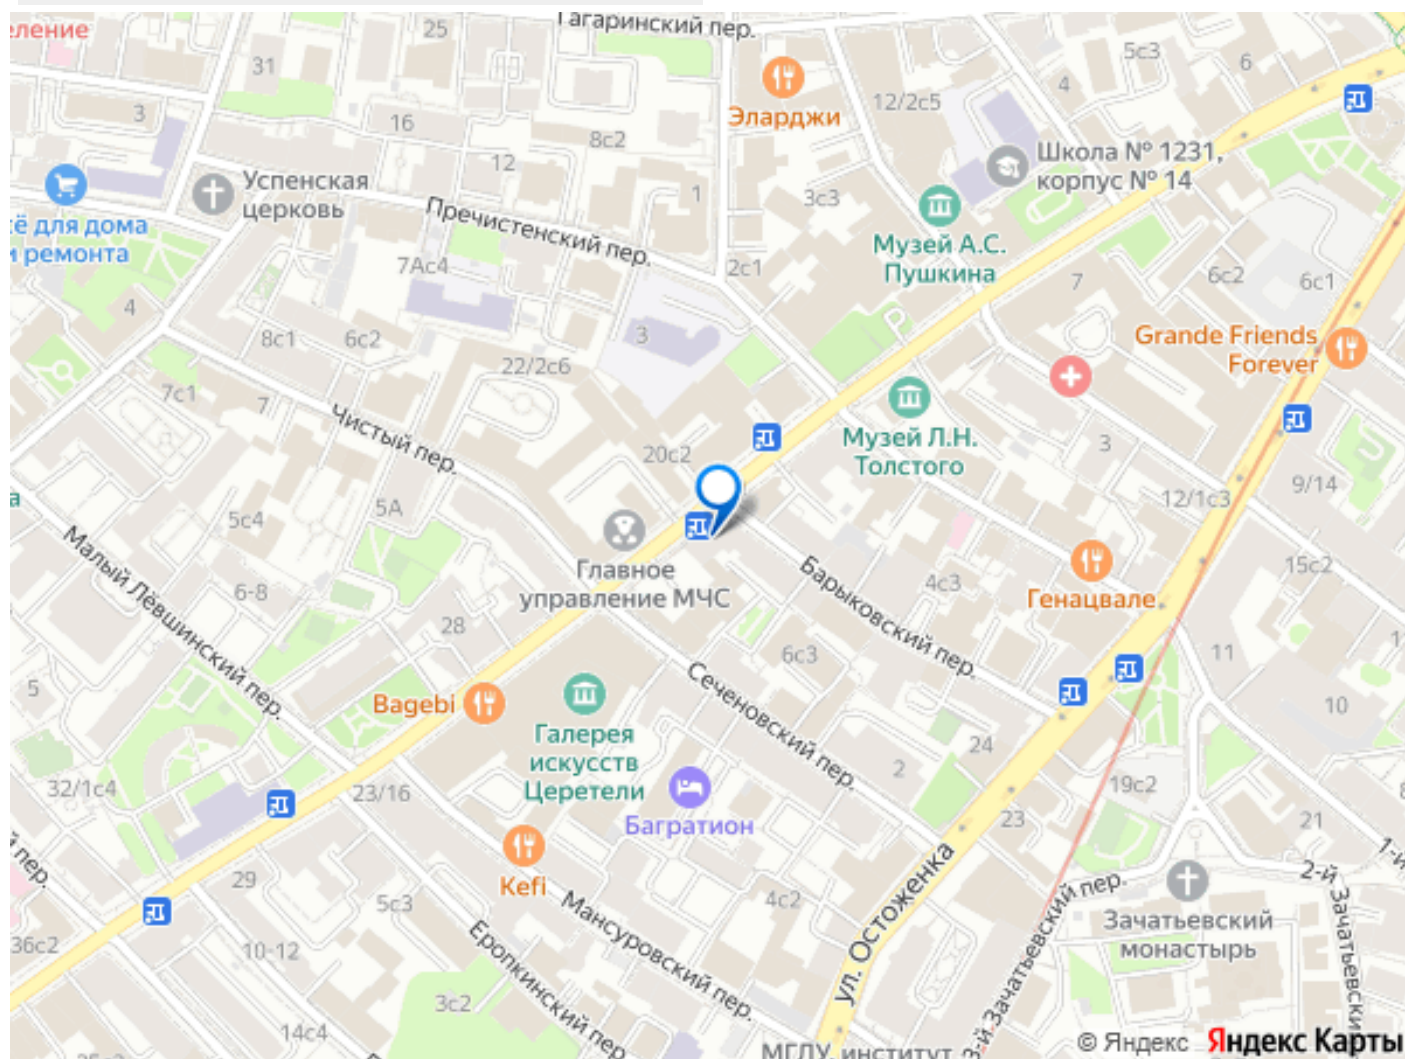 Гагаринский пер.
еление
25
31
5с3
6
4
Эларджи
12/2с5
3
16
8с2
12
Школа № 1231,
корпус № 14
Успенская
церковь
1
3с3
Пречистенский пер.
Музей А.С.
Пушкина
сё для дома
и ремонта
7Ас4
2с1
7
6с2
6с1
4
8с1
6с2
3
22/2с6
Grande Friends
Forever
7с1
7
Чистый пер.
20с2
Музей Л.Н.
Толстого
3
9/14
12/1с3
а
5А
5с4
Малый Лёвшинский пер.
Главное
управление МЧС
Барыковский пер.
4с3
Генацвале
15с2
6-8
28
6с3
11
5
Bagebi
Сеченовский пер.
10
Галерея
искусств
Церетели
24
2
19с2
32/1с4
23/16
Багратион
23
21
1-й
пер.
Kefi
ул. Остоженка
2-й Зачатьевский
29
5с3
4с2
3-й Зачатьевский пер.
Зачатьевский
монастырь
36с2
10-12
Мансуровский пер.
Еропкинский пер.
3с2
14с4
МГЛУ, институт
© Яндекс Яндекс Карты